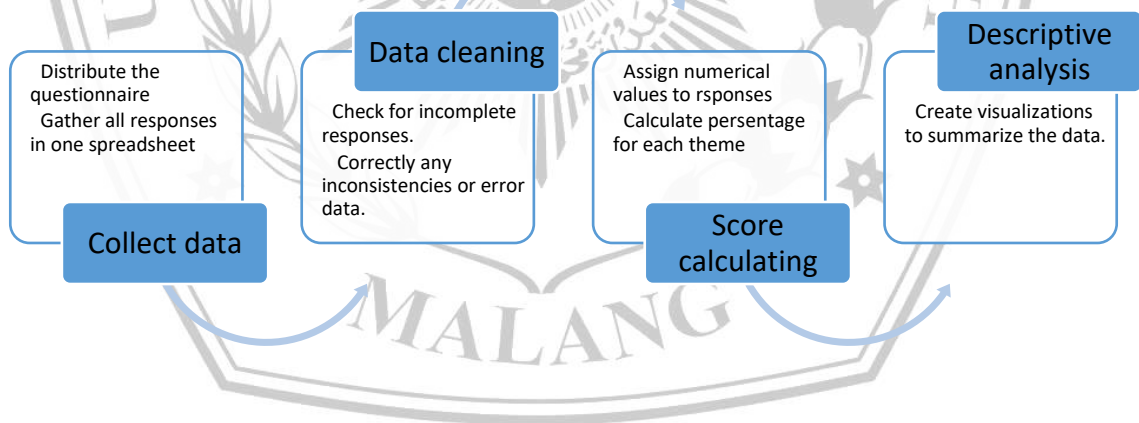 Distribute the
questionnaire
Gather all responses
in one spreadsheet
Collect data
Data cleaning
Check for incomplete
responses.
Correctly any
inconsistencies or error
data.
Assign numerical
values to rsponses
Calculate persentage
for each theme
Score
calculating
Descriptive
analysis
Create visualizations
to summarize the data.
MALANG